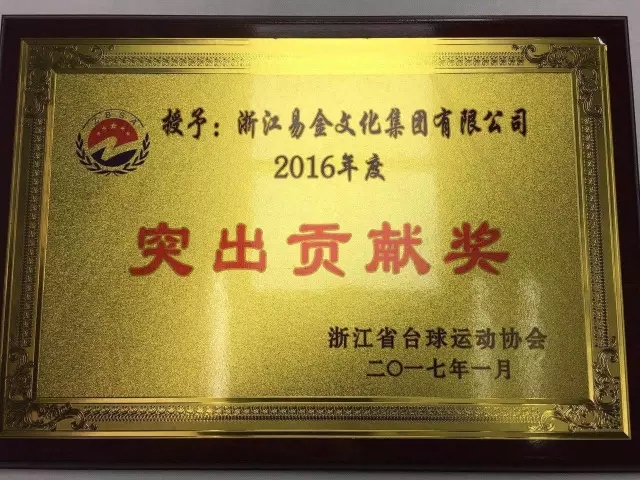 授予：浙江易金文化集团有限公司
2016年度
突出贡献奖
浙江省台球运动协会
二〇一七年一月